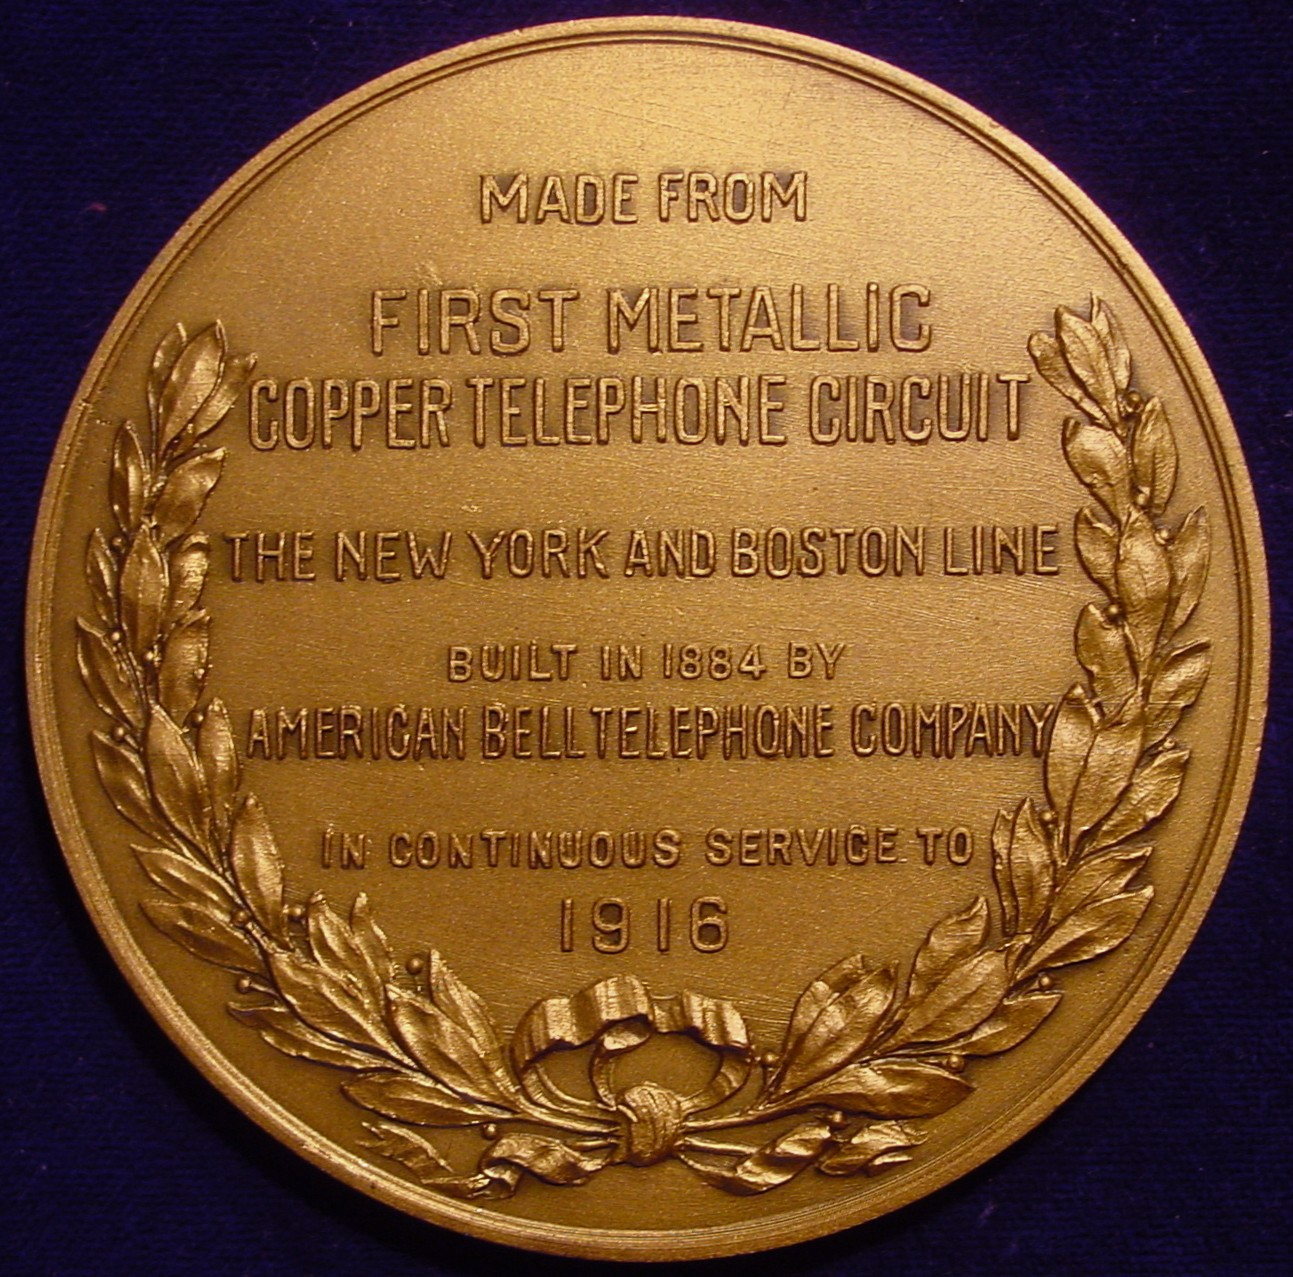 MADE FROM
FIRST METALLIC
COPPER TELEPHONE CIRCUIT
THE NEW YORK AND BOSTON LINE
BUILT IN 1884 BY
AMERICAN BELL TELEPHONE COMPANY
IN CONTINUOUS SERVICE TO
1916